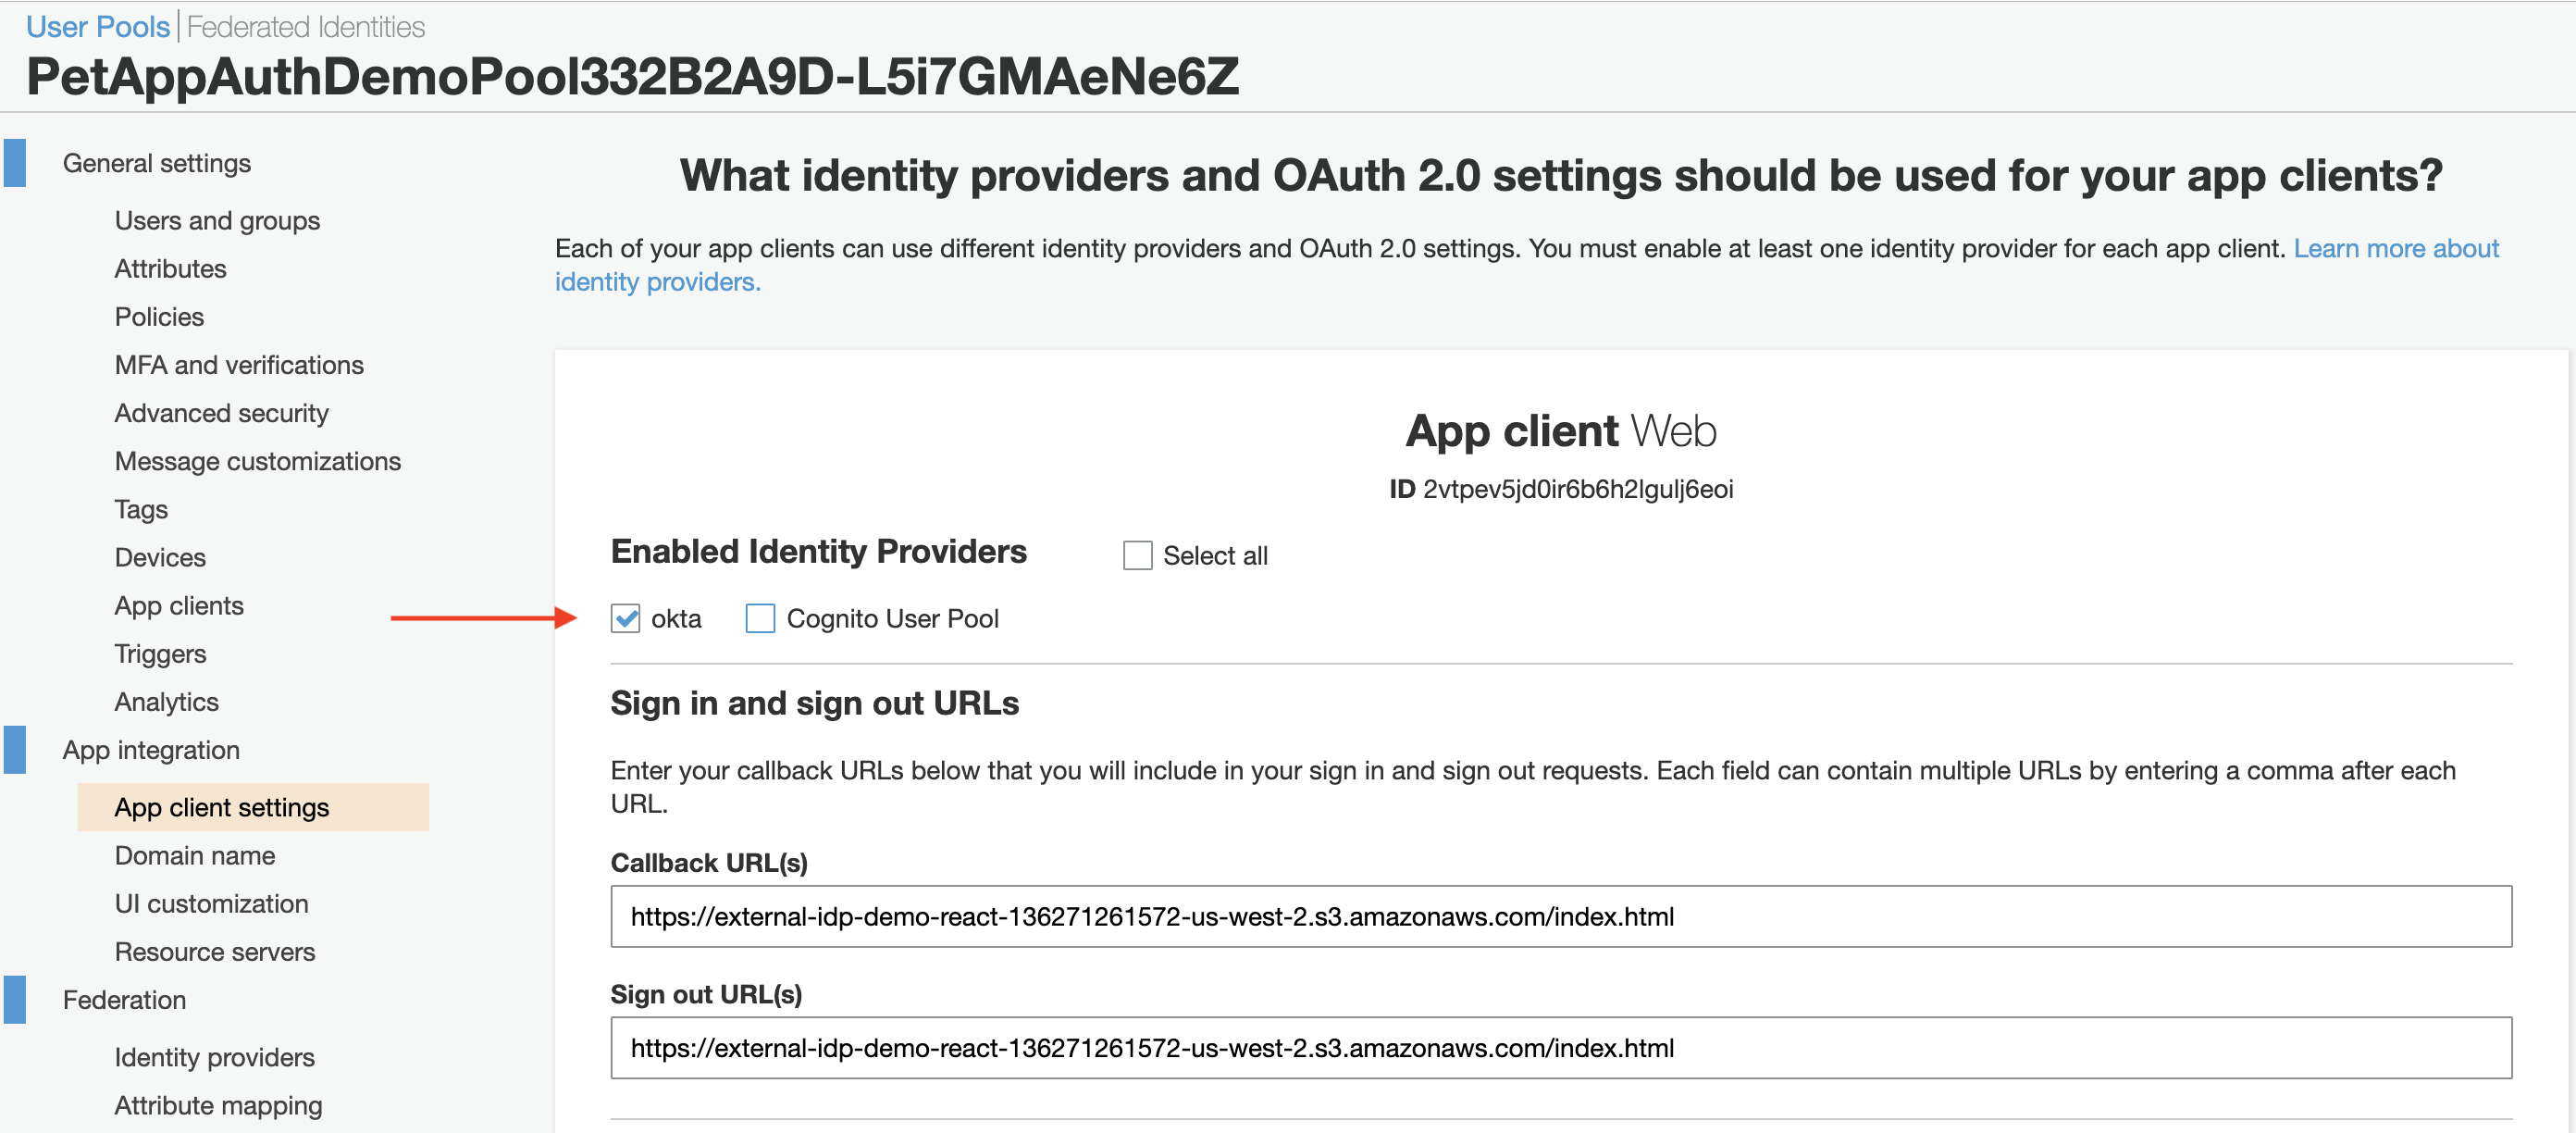 User Pools | Federated Identities
PetAppAuthDemoPool332B2A9D-L5i7GMAeNe6Z
General settings
Users and groups
Attributes
Policies
MFA and verifications
Advanced security
Message customizations
Tags
Devices
App clients
Triggers
Analytics
App integration
App client settings
Domain name
UI customization
Resource servers
Federation
Identity providers
Attribute mapping
What identity providers and OAuth 2.0 settings should be used for your app clients?
Each of your app clients can use different identity providers and OAuth 2.0 settings. You must enable at least one identity provider for each app client. Learn more about
identity providers.
App client Web
ID 2vtpev5jd0ir6b6h2lgulj6eoi
Enabled Identity Providers Select all
okta Cognito User Pool
Sign in and sign out URLs
Enter your callback URLs below that you will include in your sign in and sign out requests. Each field can contain multiple URLs by entering a comma after each
URL.
Callback URL(s)
https://external-idp-demo-react-136271261572-us-west-2.s3.amazonaws.com/index.html
Sign out URL(s)
https://external-idp-demo-react-136271261572-us-west-2.s3.amazonaws.com/index.html